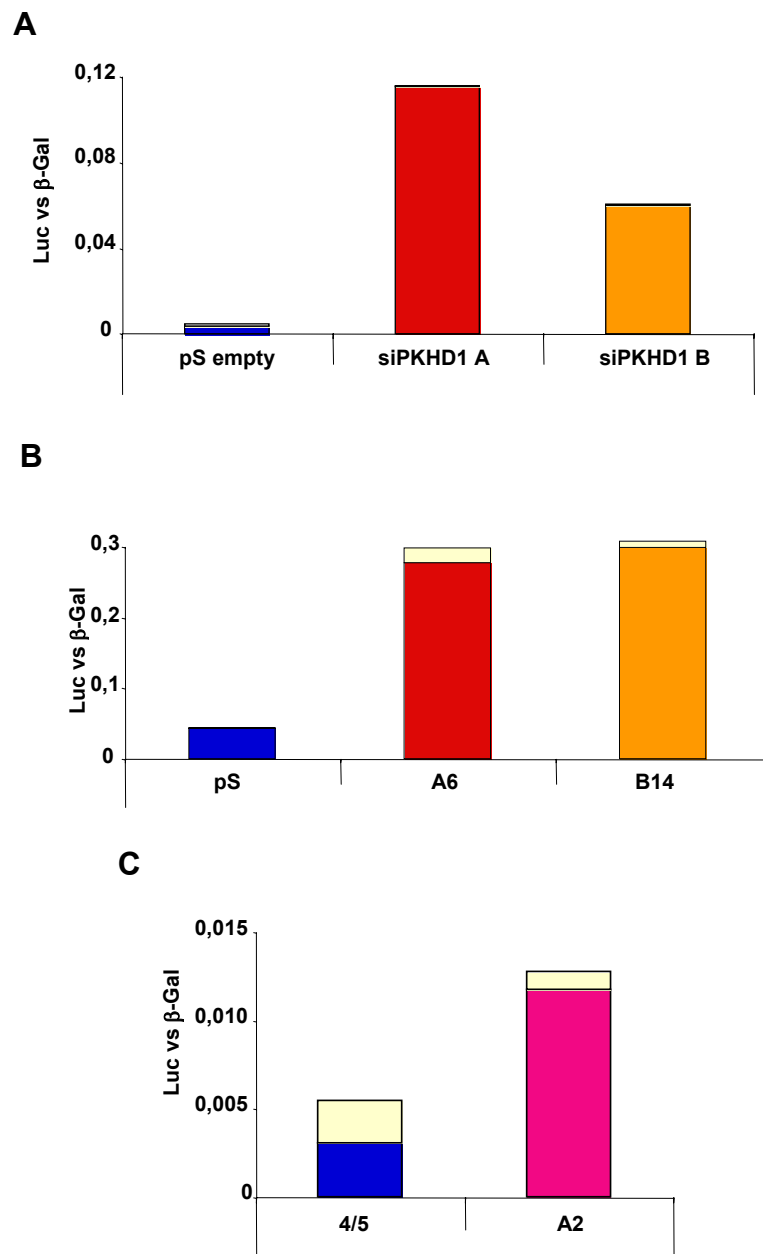 A
0,12
0,08
0,04
0
Luc vs β-Gal
pS empty
siPKHD1 A
siPKHD1 B
B
0,3
0,2
0,1
0
Luc vs β-Gal
pS
A6
B14
C
0,015
0,010
0,005
0
Luc vs β-Gal
4/5
A2